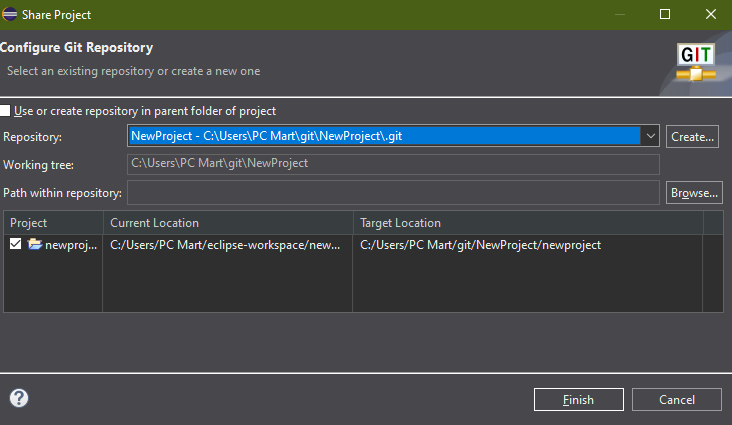 Share Project
Configure Git Repository
Select an existing repository or create a new one
GIT
Use or create repository in parent folder of project
Repository: NewProject - C:\Users\PC Mart\git\NewProject\.git Create...
Working tree: C:\Users\PC Mart\git\NewProject
Path within repository: Browse...
Project Current Location Target Location
newproj... C:/Users/PC Mart/eclipse-workspace/new... C:/Users/PC Mart/git/NewProject/newproject
? Finish Cancel